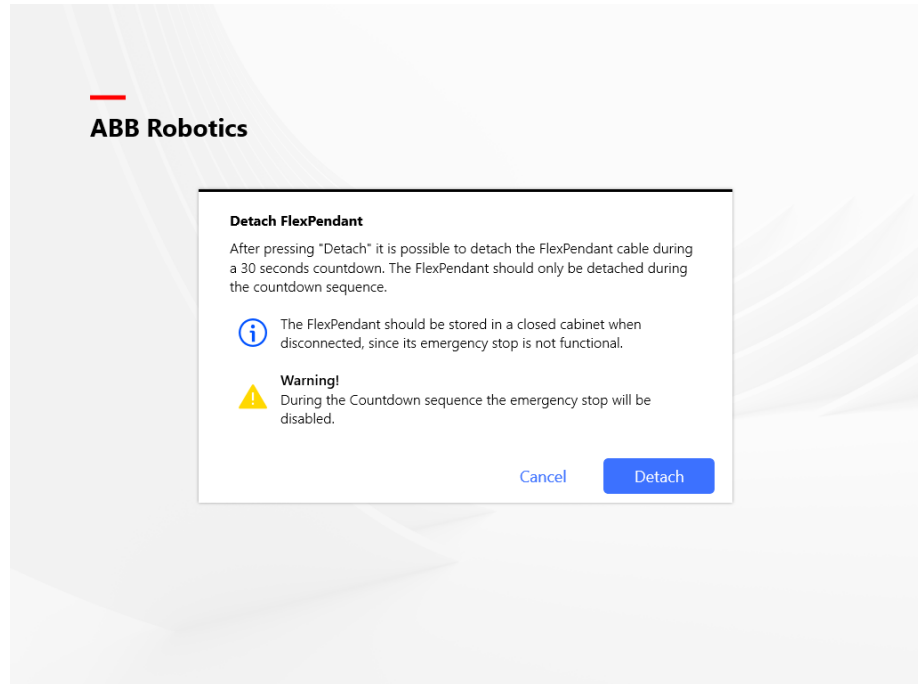 ABB Robotics
Detach FlexPendant
After pressing "Detach" it is possible to detach the FlexPendant cable during
a 30 seconds countdown. The FlexPendant should only be detached during
the countdown sequence.
The FlexPendant should be stored in a closed cabinet when
disconnected, since its emergency stop is not functional.
Warning!
During the Countdown sequence the emergency stop will be
disabled.
Cancel
Detach